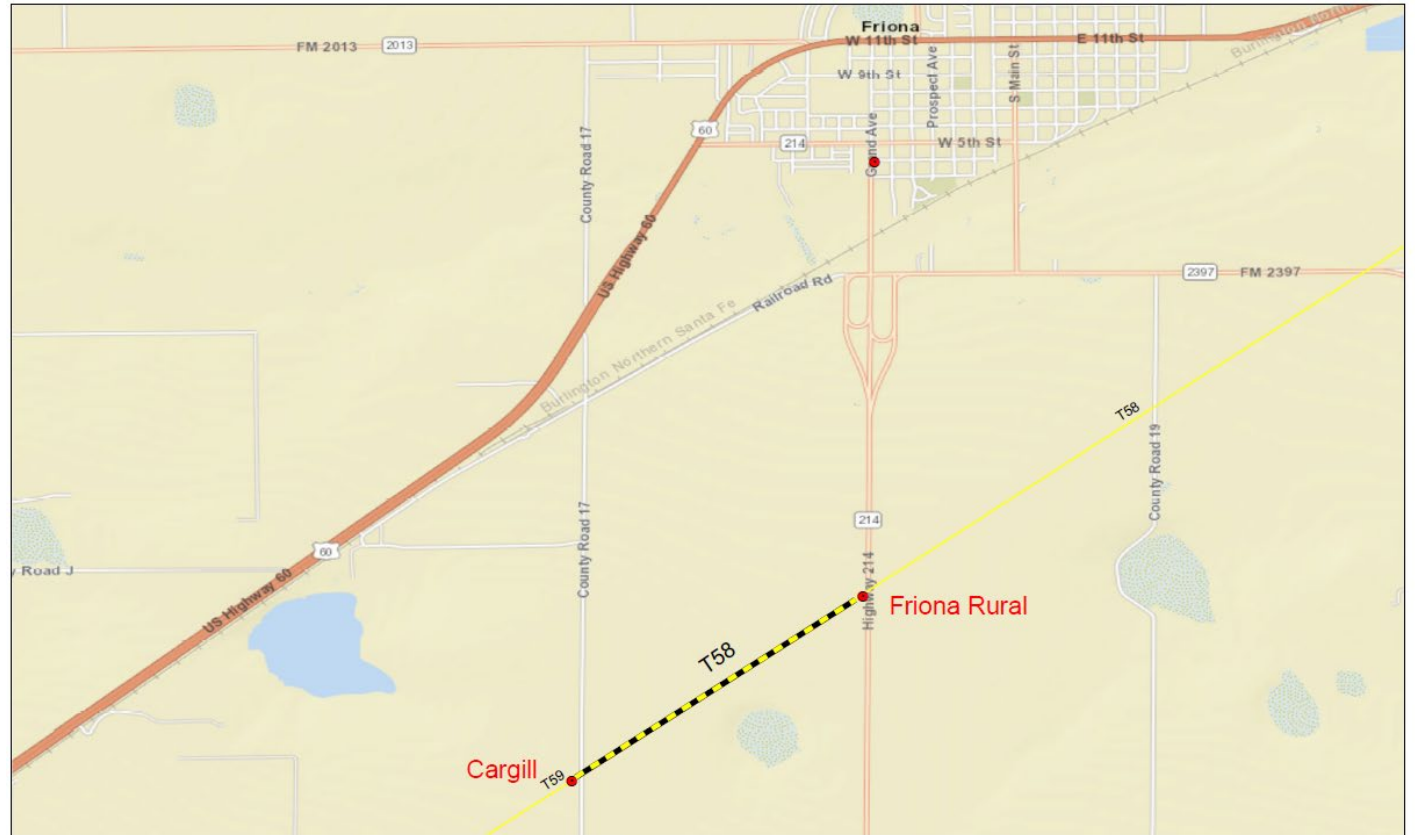 Friona
FM 2013
2013
W 11th St
E 11th St
Burlington North
W 9th St
Prospect Ave
S Main St
60
County Road 17
214
Grand Ave
W 5th St
US Highway 60
Railroad Rd
2397
FM 2397
Burlington Northern Santa Fe
T58
County Road 19
214
County Road 17
60
y Road J
Highway 214
US Highway 60
Friona Rural
T58
Cargill
T59